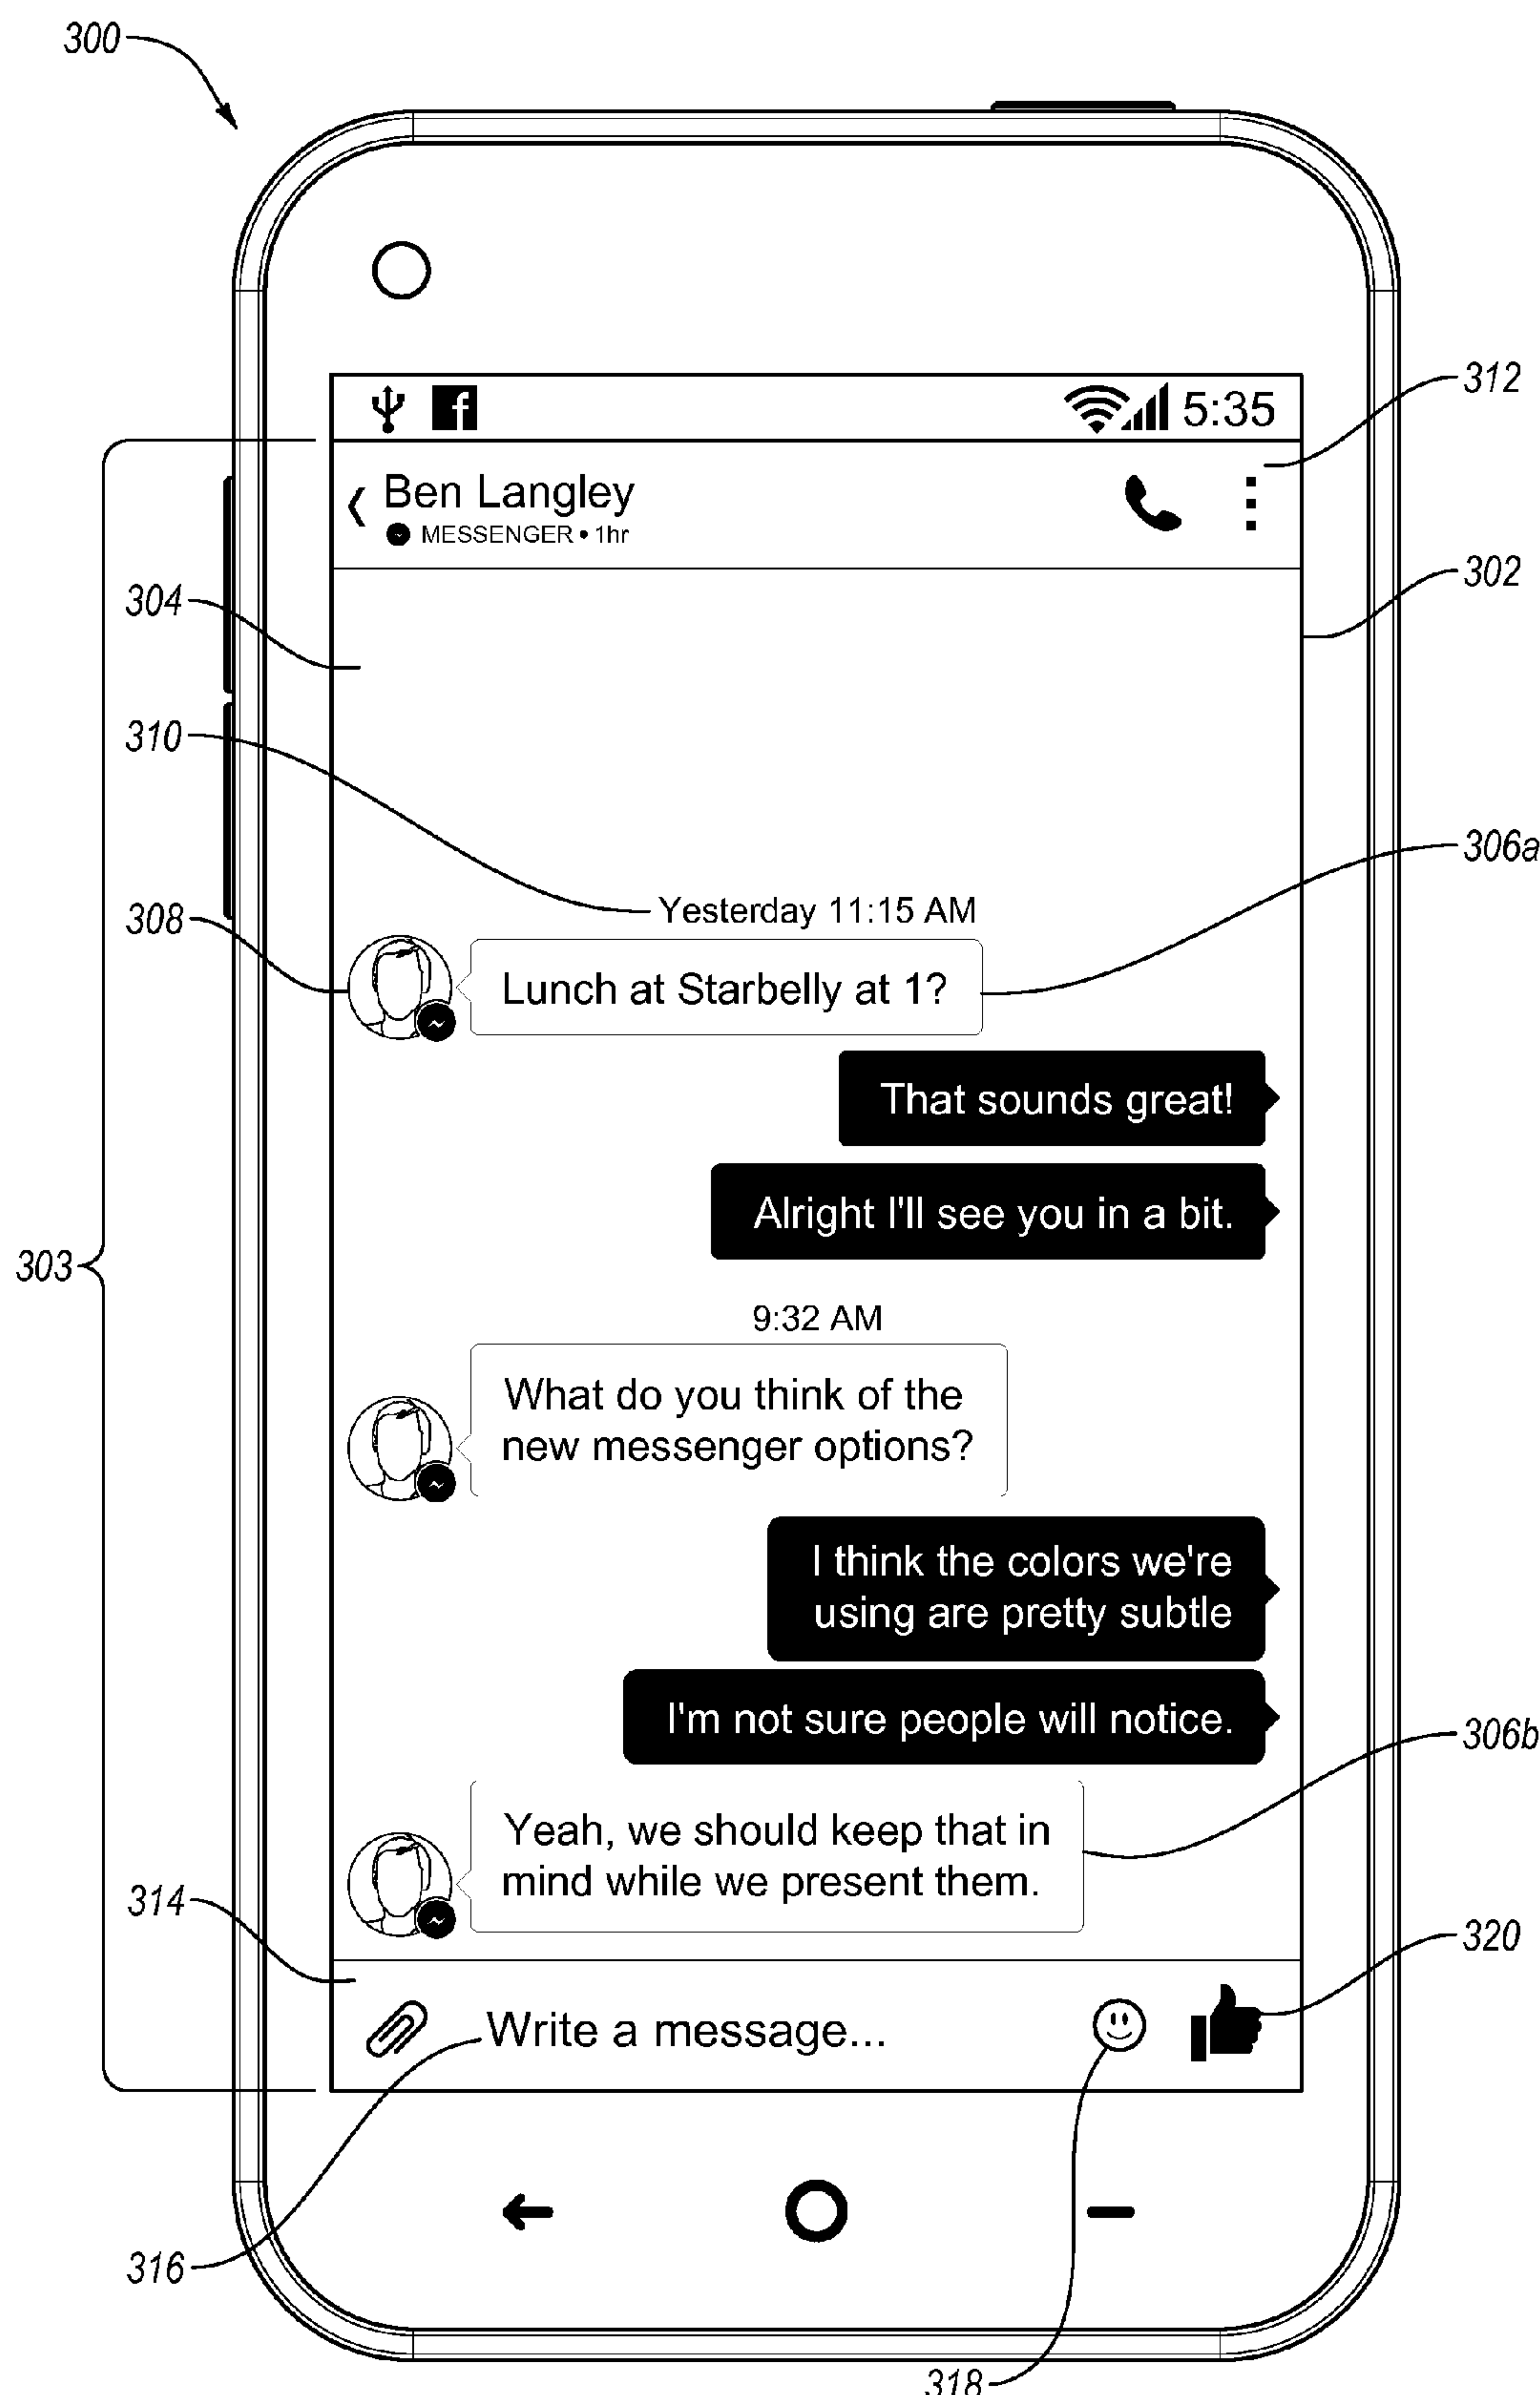 300
f
5:35
312
Ben Langley
MESSENGER • 1hr
302
304
310
306a
Yesterday 11:15 AM
308
Lunch at Starbelly at 1?
That sounds great!
Alright I'll see you in a bit.
303
9:32 AM
What do you think of the
new messenger options?
I think the colors we're
using are pretty subtle
I'm not sure people will notice.
306b
Yeah, we should keep that in
mind while we present them.
314
320
Write a message...
316
318